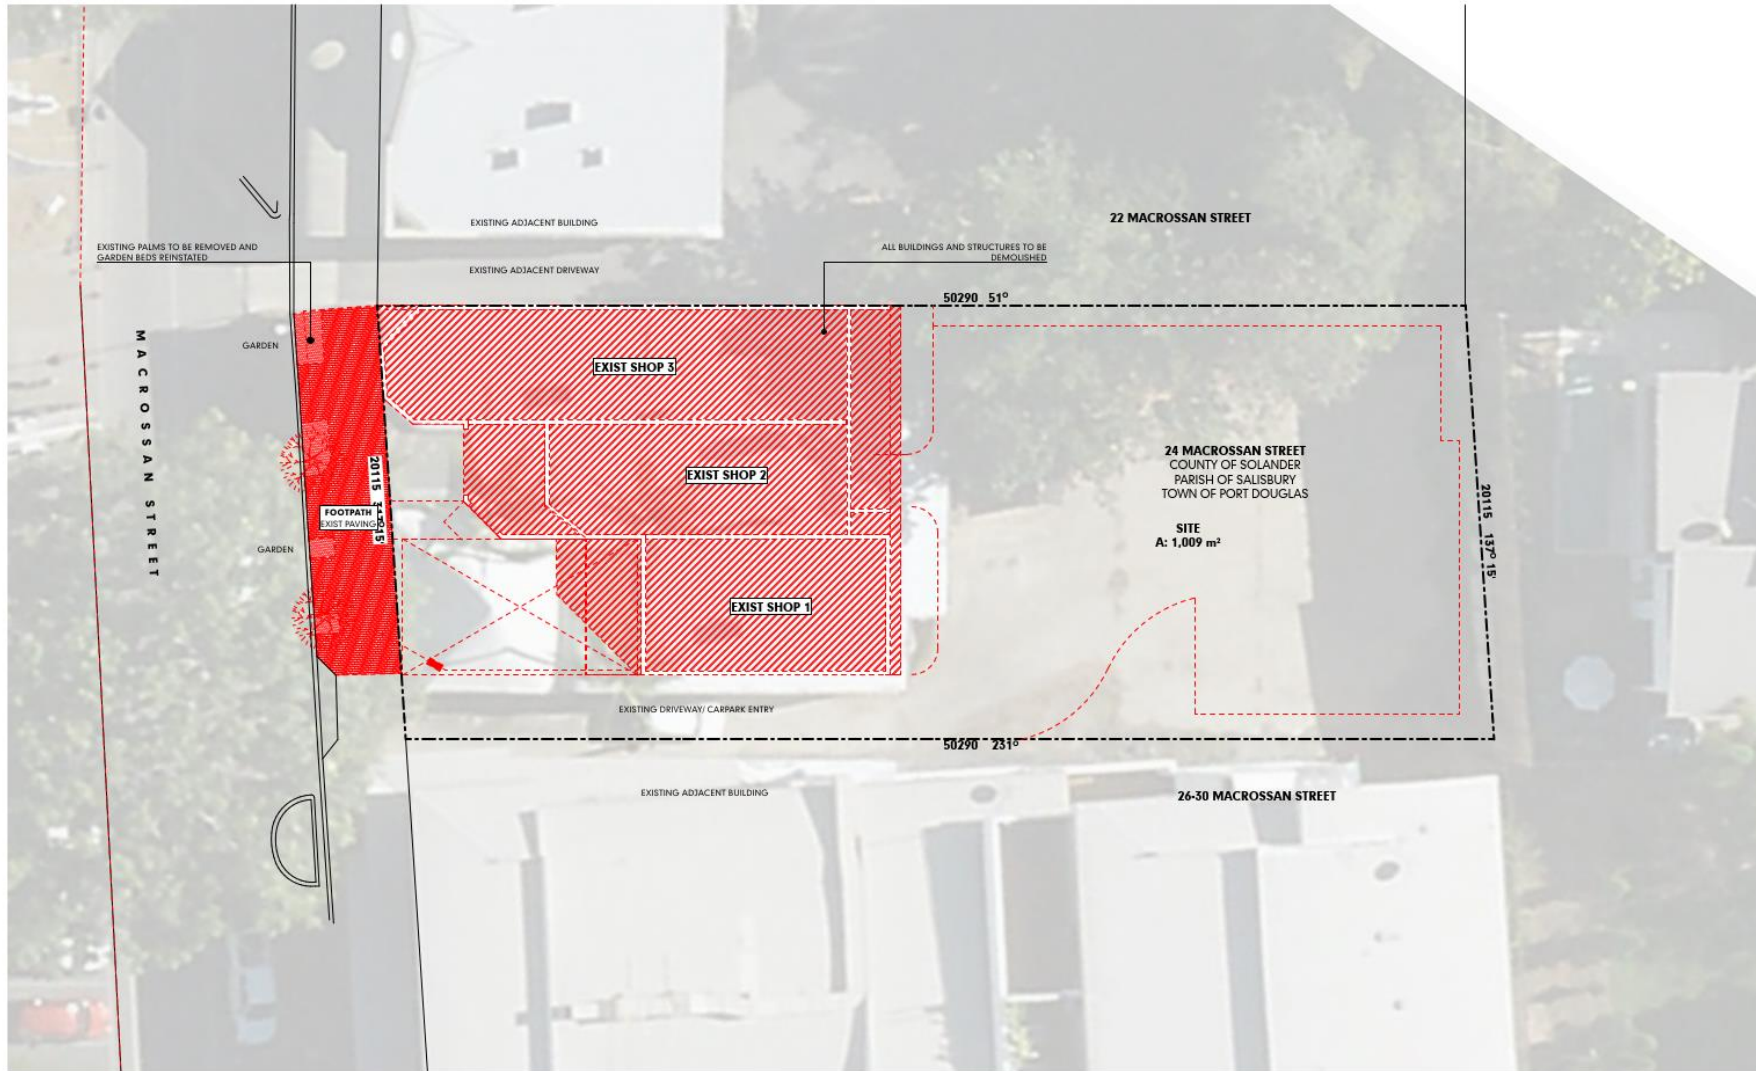 EXISTING ADJACENT BUILDING
22 MACROSSAN STREET
EXISTING PALMS TO BE REMOVED AND
GARDEN BEDS REINSTATED
ALL BUILDINGS AND STRUCTURES TO BE
DEMOLISHED
EXISTING ADJACENT DRIVEWAY
50290 51°
MACROSSAN STREET
GARDEN
EXIST SHOP 3
20115
EXIST SHOP 2
24 MACROSSAN STREET
COUNTY OF SOLANDER
PARISH OF SALISBURY
TOWN OF PORT DOUGLAS
SITE
A: 1,009 m²
20115 137° 15'
FOOTPATH
EXIST PAVING
GARDEN
EXIST SHOP 1
EXISTING DRIVEWAY/ CARPARK ENTRY
50290 231°
EXISTING ADJACENT BUILDING
26-30 MACROSSAN STREET